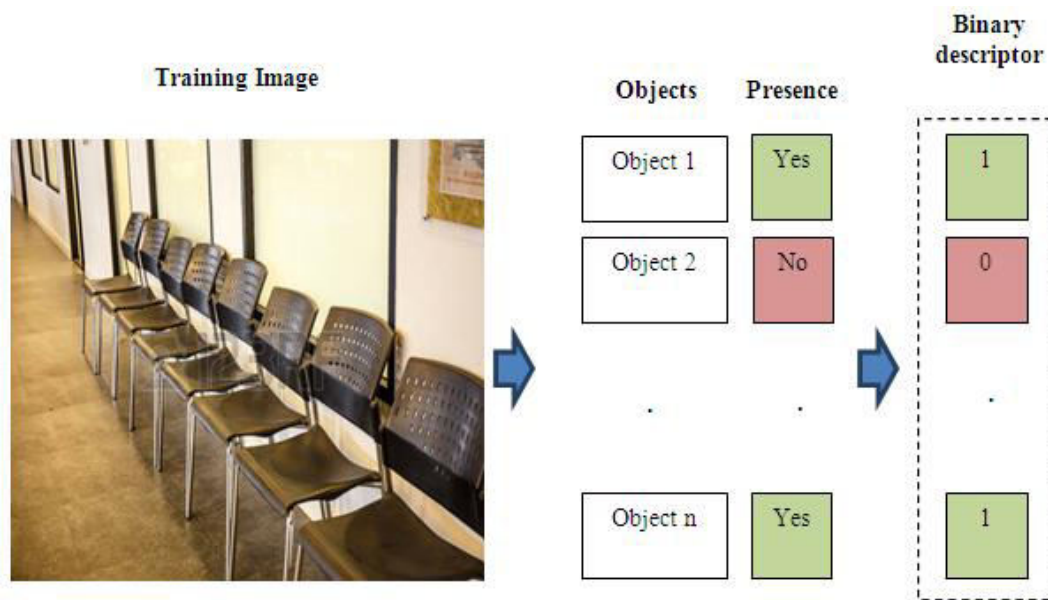 Training Image
Objects
Presence
Binary
descriptor
Object 1
Yes
1
Object 2
No
0
.
.
.
Object n
Yes
1